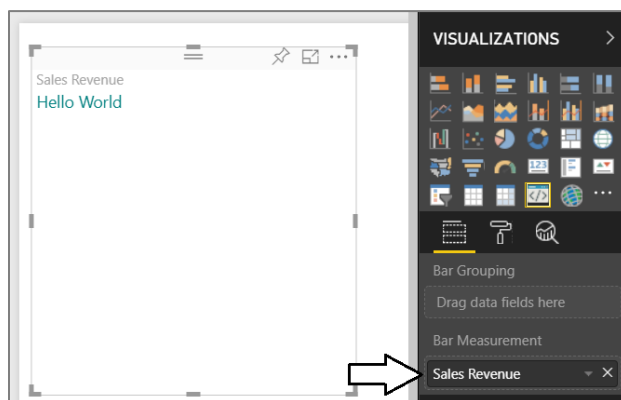 Sales Revenue
Hello World
VISUALIZATIONS
123
</>
Bar Grouping
Drag data fields here
Bar Measurement
Sales Revenue